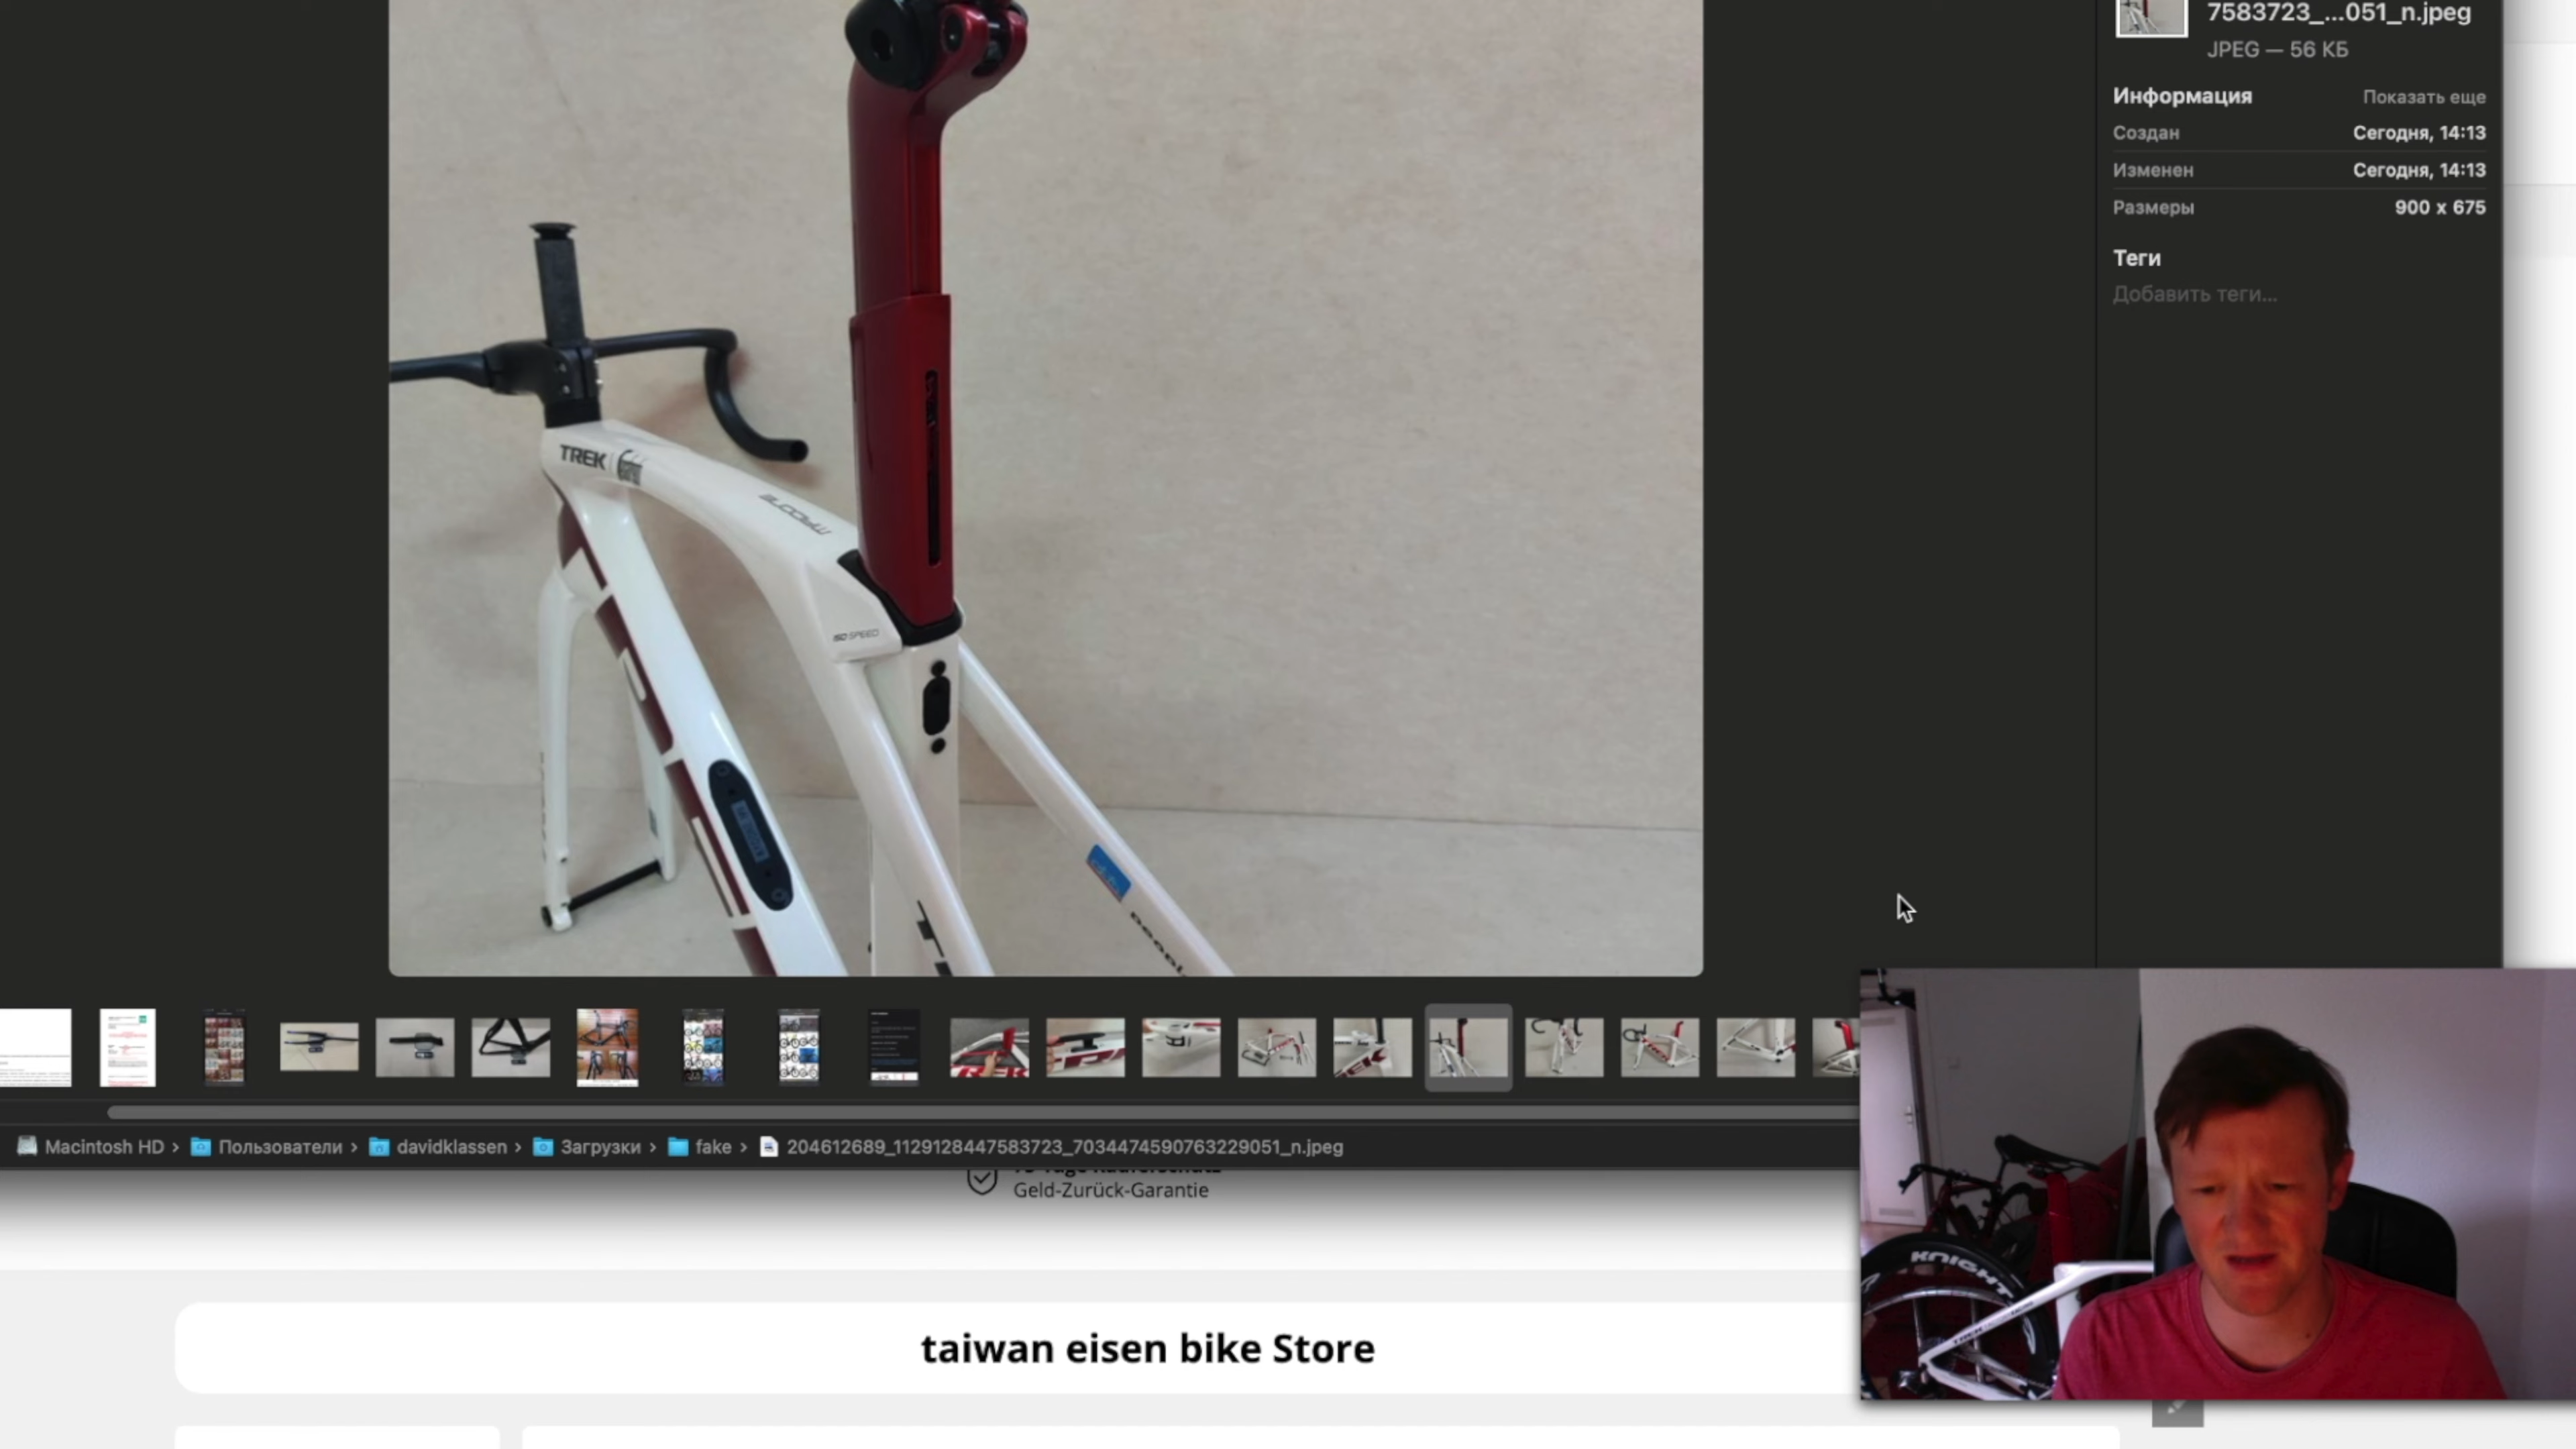 7583723_...051_n.jpeg
JPEG — 56 КБ
Информация
Показать еще
Создан
Сегодня, 14:13
Изменен
Сегодня, 14:13
Размеры
900 x 675
Теги
Добавить теги...
TREK
ISO SPEED
Macintosh HD › Пользователи › davidklassen › Загрузки › fake › 204612689_1129128447583723_7034474590763229051_n.jpeg
Geld-Zurück-Garantie
KNIGHT
taiwan eisen bike Store